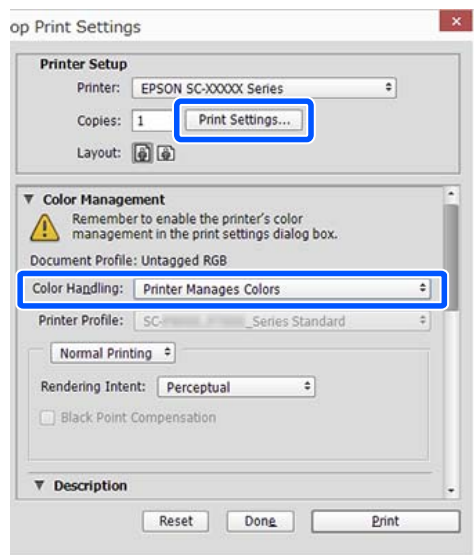 op Print Settings
Printer Setup
Printer: EPSON SC-XXXXX Series
Copies: 1 Print Settings...
Layout:
Color Management
Remember to enable the printer's color
management in the print settings dialog box.
Document Profile: Untagged RGB
Color Handling: Printer Manages Colors
Printer Profile: SC- _Series Standard
Normal Printing
Rendering Intent: Perceptual
Black Point Compensation
Description
Reset Done Print